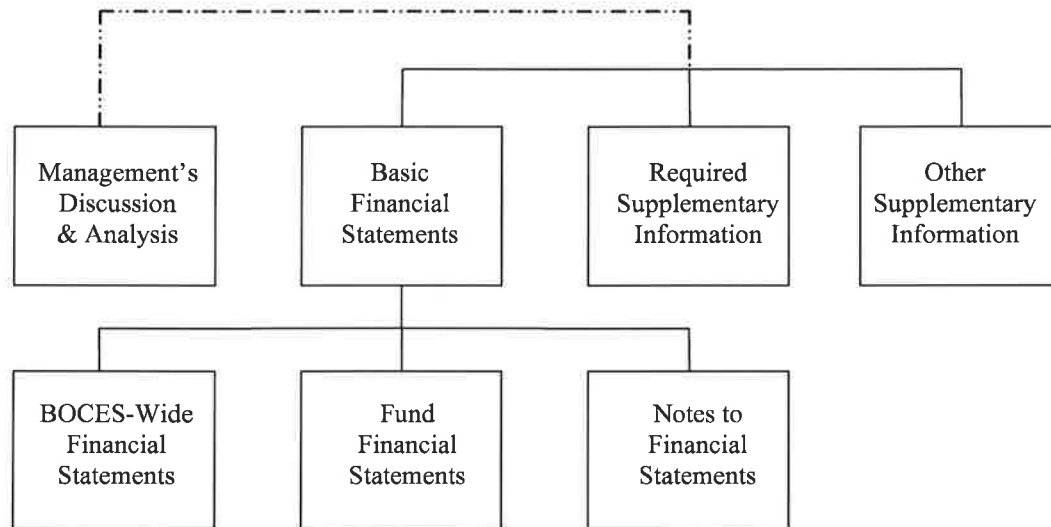 Management's
Discussion
& Analysis
Basic
Financial
Statements
Required
Supplementary
Information
Other
Supplementary
Information
BOCES-Wide
Financial
Statements
Fund
Financial
Statements
Notes to
Financial
Statements